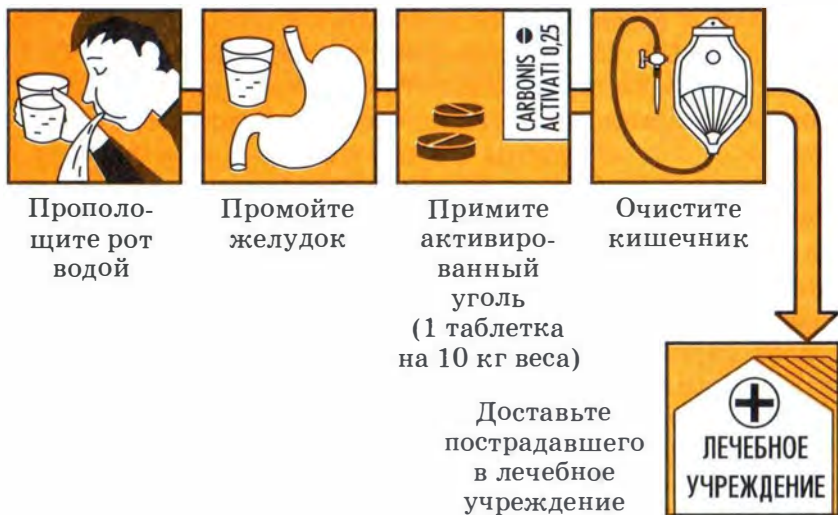 CARBONIS
ACTIVATI 0,25
Прополо-
щите рот
водой
Промойте
желудок
Примите
активиро-
ванный
уголь
(1 таблетка
на 10 кг веса)
Очистите
кишечник
Доставьте
пострадавшего
в лечебное
учреждение
ЛЕЧЕБНОЕ
УЧРЕЖДЕНИЕ